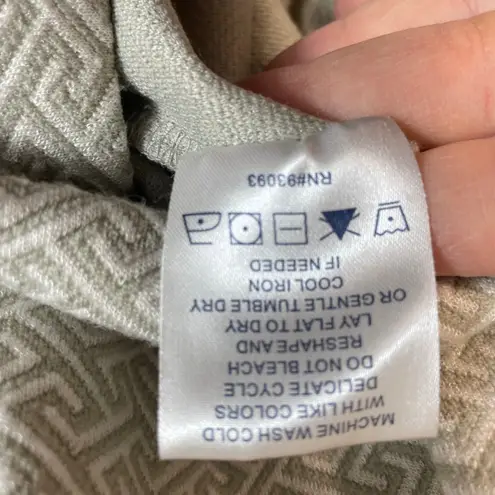 MACHINE WASH COLD
WITH LIKE COLORS
DELICATE CYCLE
DO NOT BLEACH
RESHAPE AND
LAY FLAT TO DRY
OR GENTLE TUMBLE DRY
COOL IRON
IF NEEDED
RN#93093